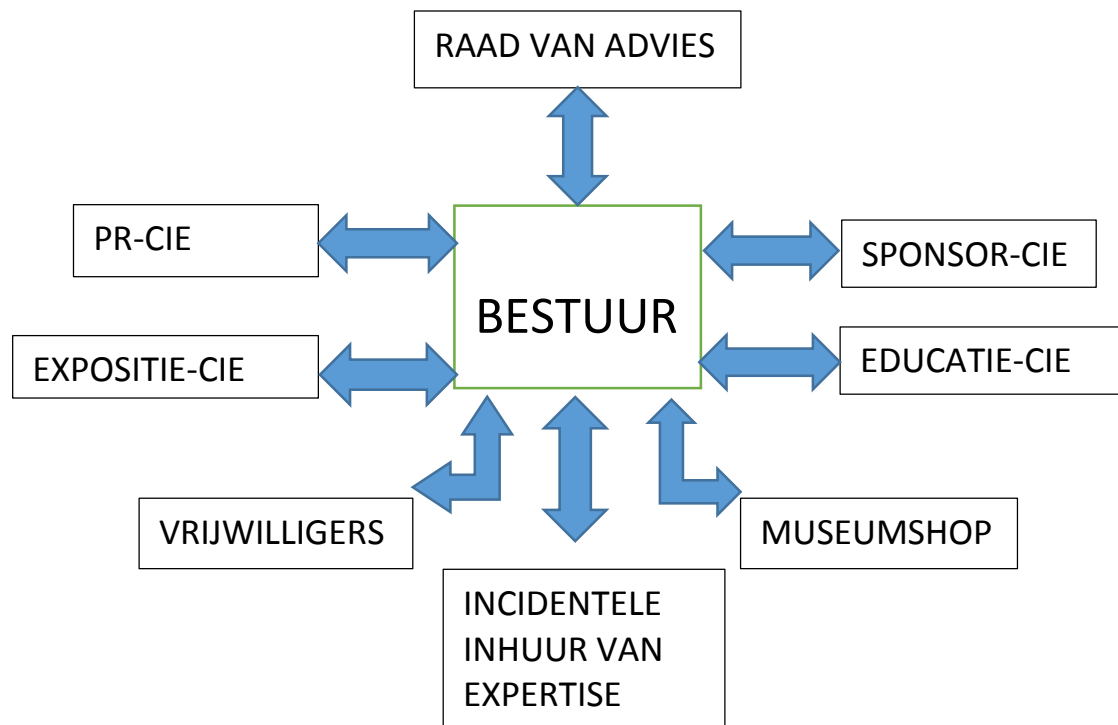 RAAD VAN ADVIES
PR-CIE
SPONSOR-CIE
BESTUUR
EXPOSITIE-CIE
EDUCATIE-CIE
VRIJWILLIGERS
MUSEUMSHOP
INCIDENTELE
INHUUR VAN
EXPERTISE